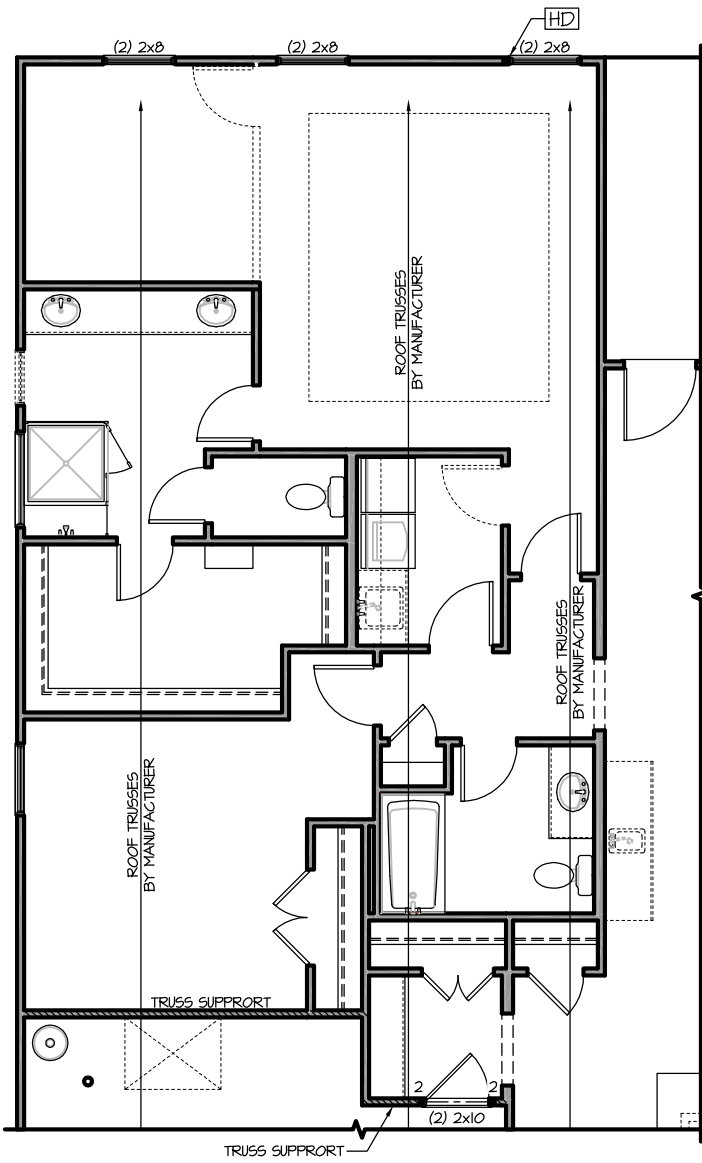 HD
(2) 2x8
(2) 2x8
(2) 2x8
ROOF TRUSSES
BY MANUFACTURER
ROOF TRUSSES
BY MANUFACTURER
ROOF TRUSSES
BY MANUFACTURER
TRUSS SUPPRORT
2
2
(2) 2x10
TRUSS SUPPRORT